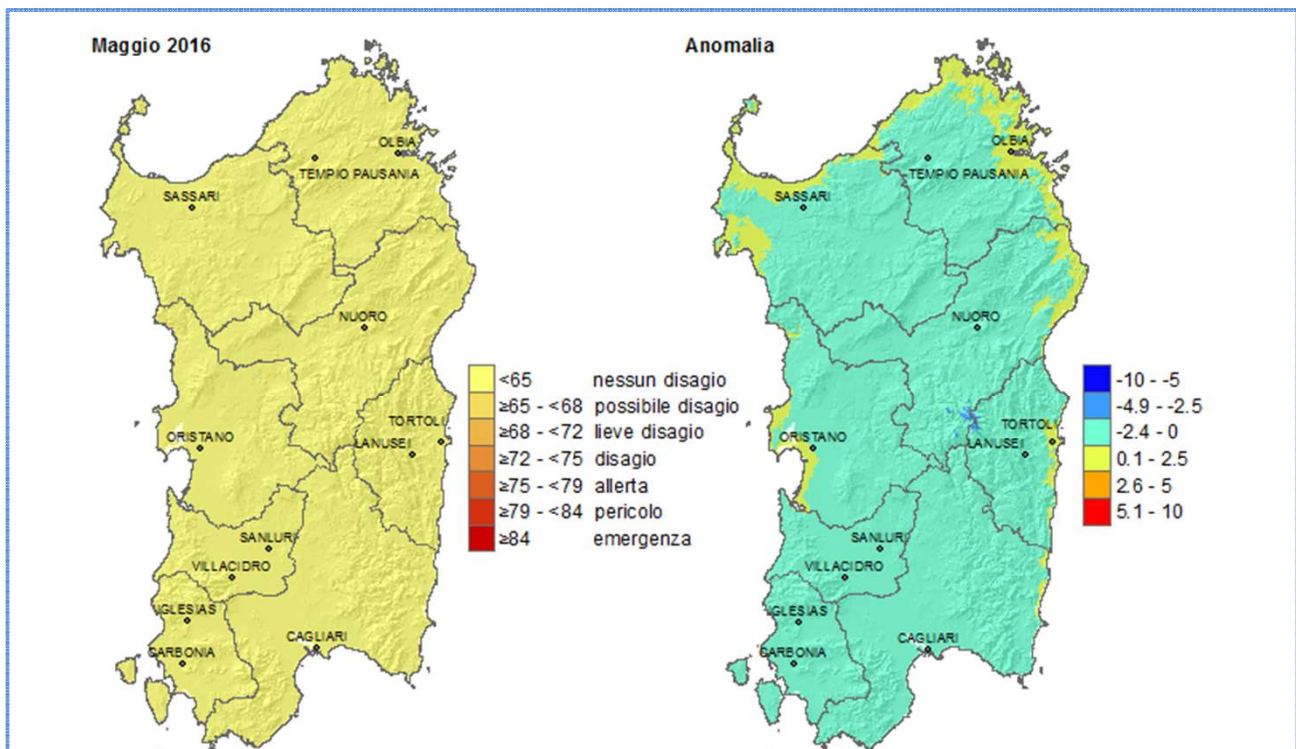 Maggio 2016
OLBIA
TEMPIO PAUSANIA
SASSARI
NUORO
TORTOLI
ORISTANO
LANUSEI
SANLURI
VILLACIDRO
IGLESIAS
CAGLIARI
CARBONIA
<65 nessun disagio
≥65 - <68 possibile disagio
≥68 - <72 lieve disagio
≥72 - <75 disagio
≥75 - <79 allerta
≥79 - <84 pericolo
≥84 emergenza
Anomalia
OLBIA
TEMPIO PAUSANIA
SASSARI
NUORO
TORTOLI
ORISTANO
LANUSEI
SANLURI
VILLACIDRO
IGLESIAS
CAGLIARI
CARBONIA
-10 - -5
-4.9 - -2.5
-2.4 - 0
0.1 - 2.5
2.6 - 5
5.1 - 10